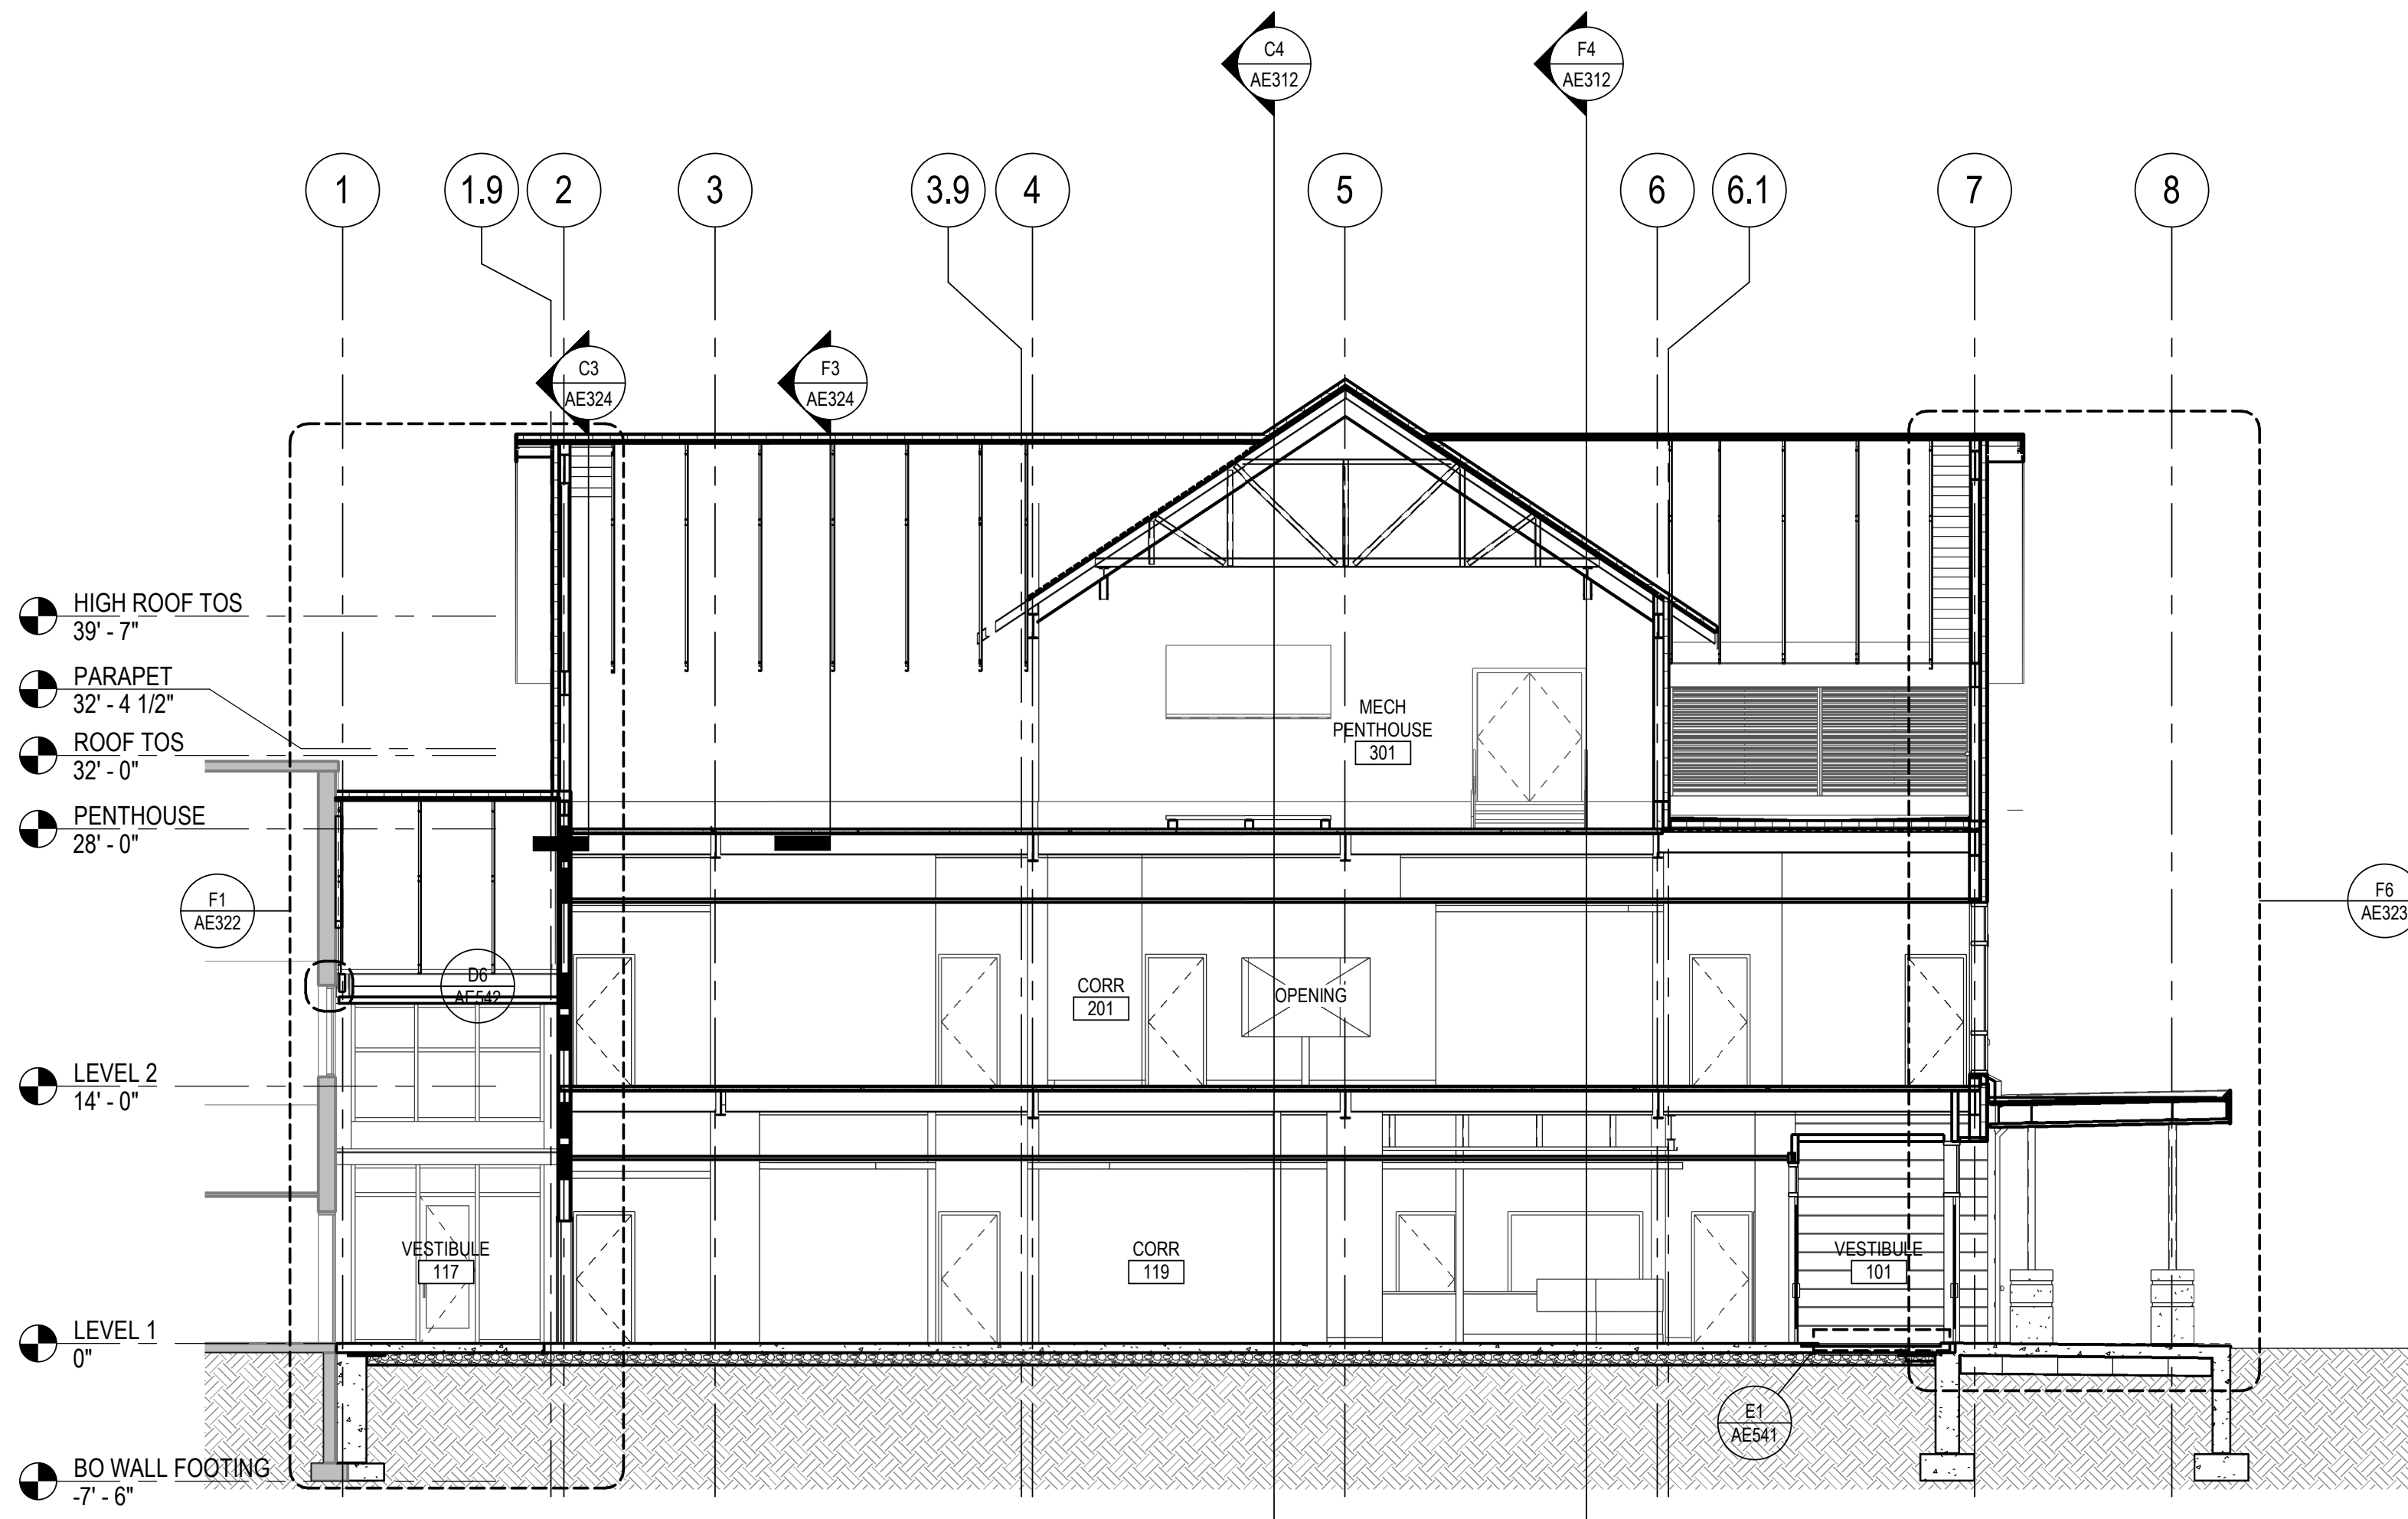 C4
AE312
F4
AE312
1
1.9
2
3
3.9
4
5
6
6.1
7
8
C3
AE324
F3
AE324
HIGH ROOF TOS
39' - 7"
PARAPET
32' - 4 1/2"
ROOF TOS
32' - 0"
PENTHOUSE
28' - 0"
MECH
PENTHOUSE
301
F1
AE322
F6
AE323
D6
AE542
CORR
201
OPENING
LEVEL 2
14' - 0"
VESTIBULE
117
CORR
119
VESTIBULE
101
LEVEL 1
0"
E1
AE541
BO WALL FOOTING
-7' - 6"